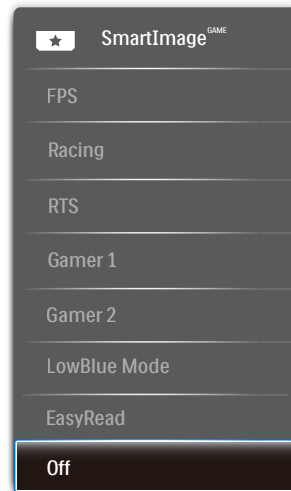 SmartImage GAME
FPS
Racing
RTS
Gamer 1
Gamer 2
LowBlue Mode
EasyRead
Off